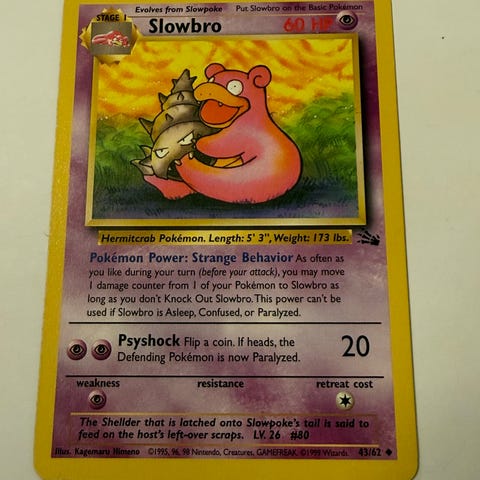 Evolves from Slowpoke Put Slowbro on the Basic Pokémon
STAGE 1
Slowbro 60 HP
Hermitcrab Pokémon. Length: 5' 3", Weight: 173 lbs.
Pokémon Power: Strange Behavior As often as
you like during your turn (before your attack), you may move
1 damage counter from 1 of your Pokémon to Slowbro as
long as you don't Knock Out Slowbro. This power can't be
used if Slowbro is Asleep, Confused, or Paralyzed.
Psyshock Flip a coin. If heads, the
Defending Pokémon is now Paralyzed.
20
weakness resistance retreat cost
The Shellder that is latched onto Slowpoke's tail is said to
feed on the host's left-over scraps. LV. 26 #80
Illus. Kagemaru Himeno ©1995, 96, 98 Nintendo, Creatures, GAMEFREAK. ©1999 Wizards. 43/62